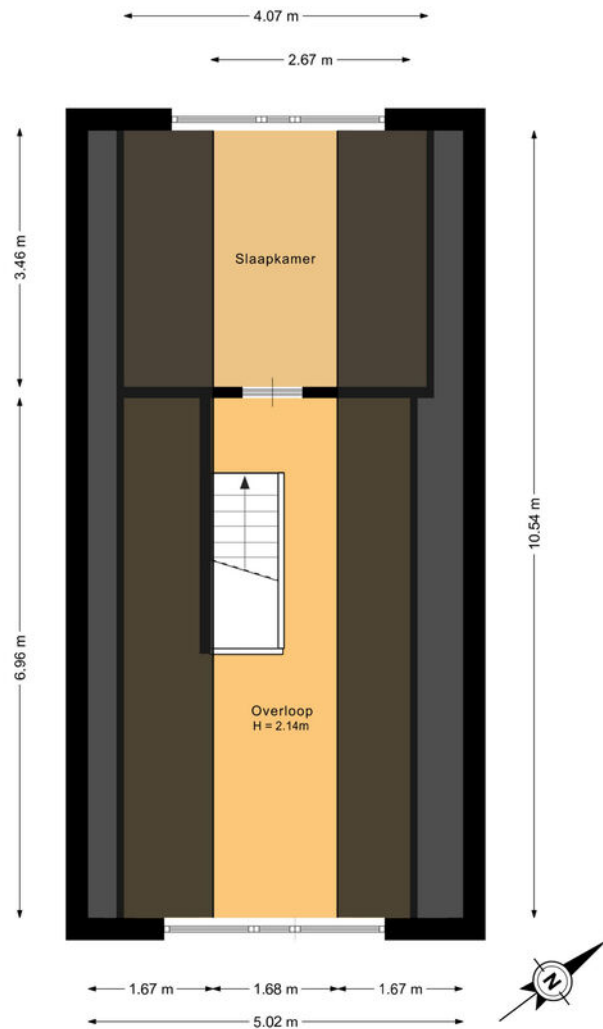 4.07 m
2.67 m
3.46 m
Slaapkamer
10.54 m
6.96 m
Overloop
H = 2.14m
1.67 m
1.68 m
1.67 m
5.02 m
N